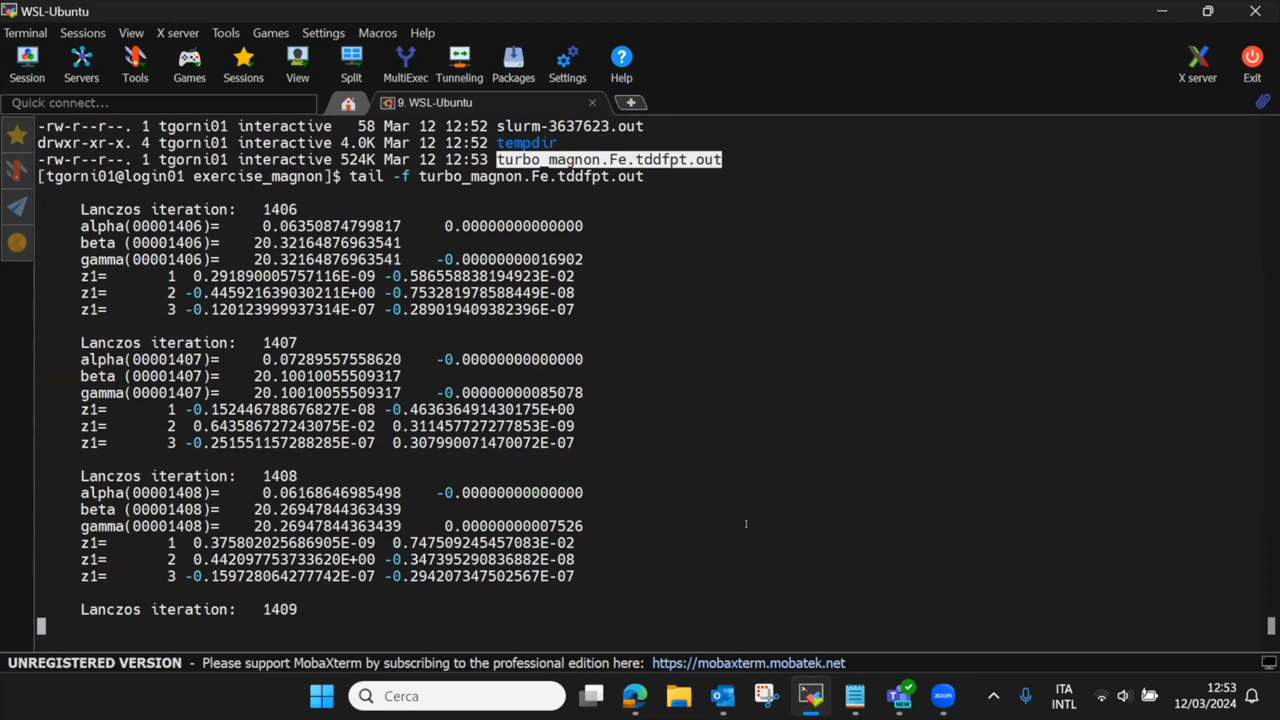 WSL-Ubuntu
Terminal Sessions View X server Tools Games Settings Macros Help
Session Servers Tools Games Sessions View Split MultiExec Tunneling Packages Settings Help X server Exit
Quick connect... 9. WSL-Ubuntu
-rw-r--r--. 1 tgorni01 interactive 58 Mar 12 12:52 slurm-3637623.out
drwxr-xr-x. 4 tgorni01 interactive 4.0K Mar 12 12:52 tempdir
-rw-r--r--. 1 tgorni01 interactive 524K Mar 12 12:53 turbo_magnon.Fe.tddfpt.out
[tgorni01@login01 exercise_magnon]$ tail -f turbo_magnon.Fe.tddfpt.out
Lanczos iteration: 1406
alpha(00001406)= 0.06350874799817 0.00000000000000
beta (00001406)= 20.32164876963541
gamma(00001406)= 20.32164876963541 -0.00000000016902
z1= 1 0.291890005757116E-09 -0.586558838194923E-02
z1= 2 -0.445921639030211E+00 -0.753281978588449E-08
z1= 3 -0.120123999937314E-07 -0.289019409382396E-07
Lanczos iteration: 1407
alpha(00001407)= 0.07289557558620 -0.00000000000000
beta (00001407)= 20.10010055509317
gamma(00001407)= 20.10010055509317 -0.00000000085078
z1= 1 -0.152446788676827E-08 -0.463636491430175E+00
z1= 2 0.643586727243075E-02 0.311457727277853E-09
z1= 3 -0.251551157288285E-07 0.307990071470072E-07
Lanczos iteration: 1408
alpha(00001408)= 0.06168646985498 -0.00000000000000
beta (00001408)= 20.26947844363439
gamma(00001408)= 20.26947844363439 0.00000000007526
z1= 1 0.375802025686905E-09 0.747509245457083E-02
z1= 2 0.442097753733620E+00 -0.347395290836882E-08
z1= 3 -0.159728064277742E-07 -0.294207347502567E-07
Lanczos iteration: 1409
UNREGISTERED VERSION - Please support MobaXterm by subscribing to the professional edition here: https://mobaxterm.mobatek.net
Cerca ITA 12:53
INTL 12/03/2024